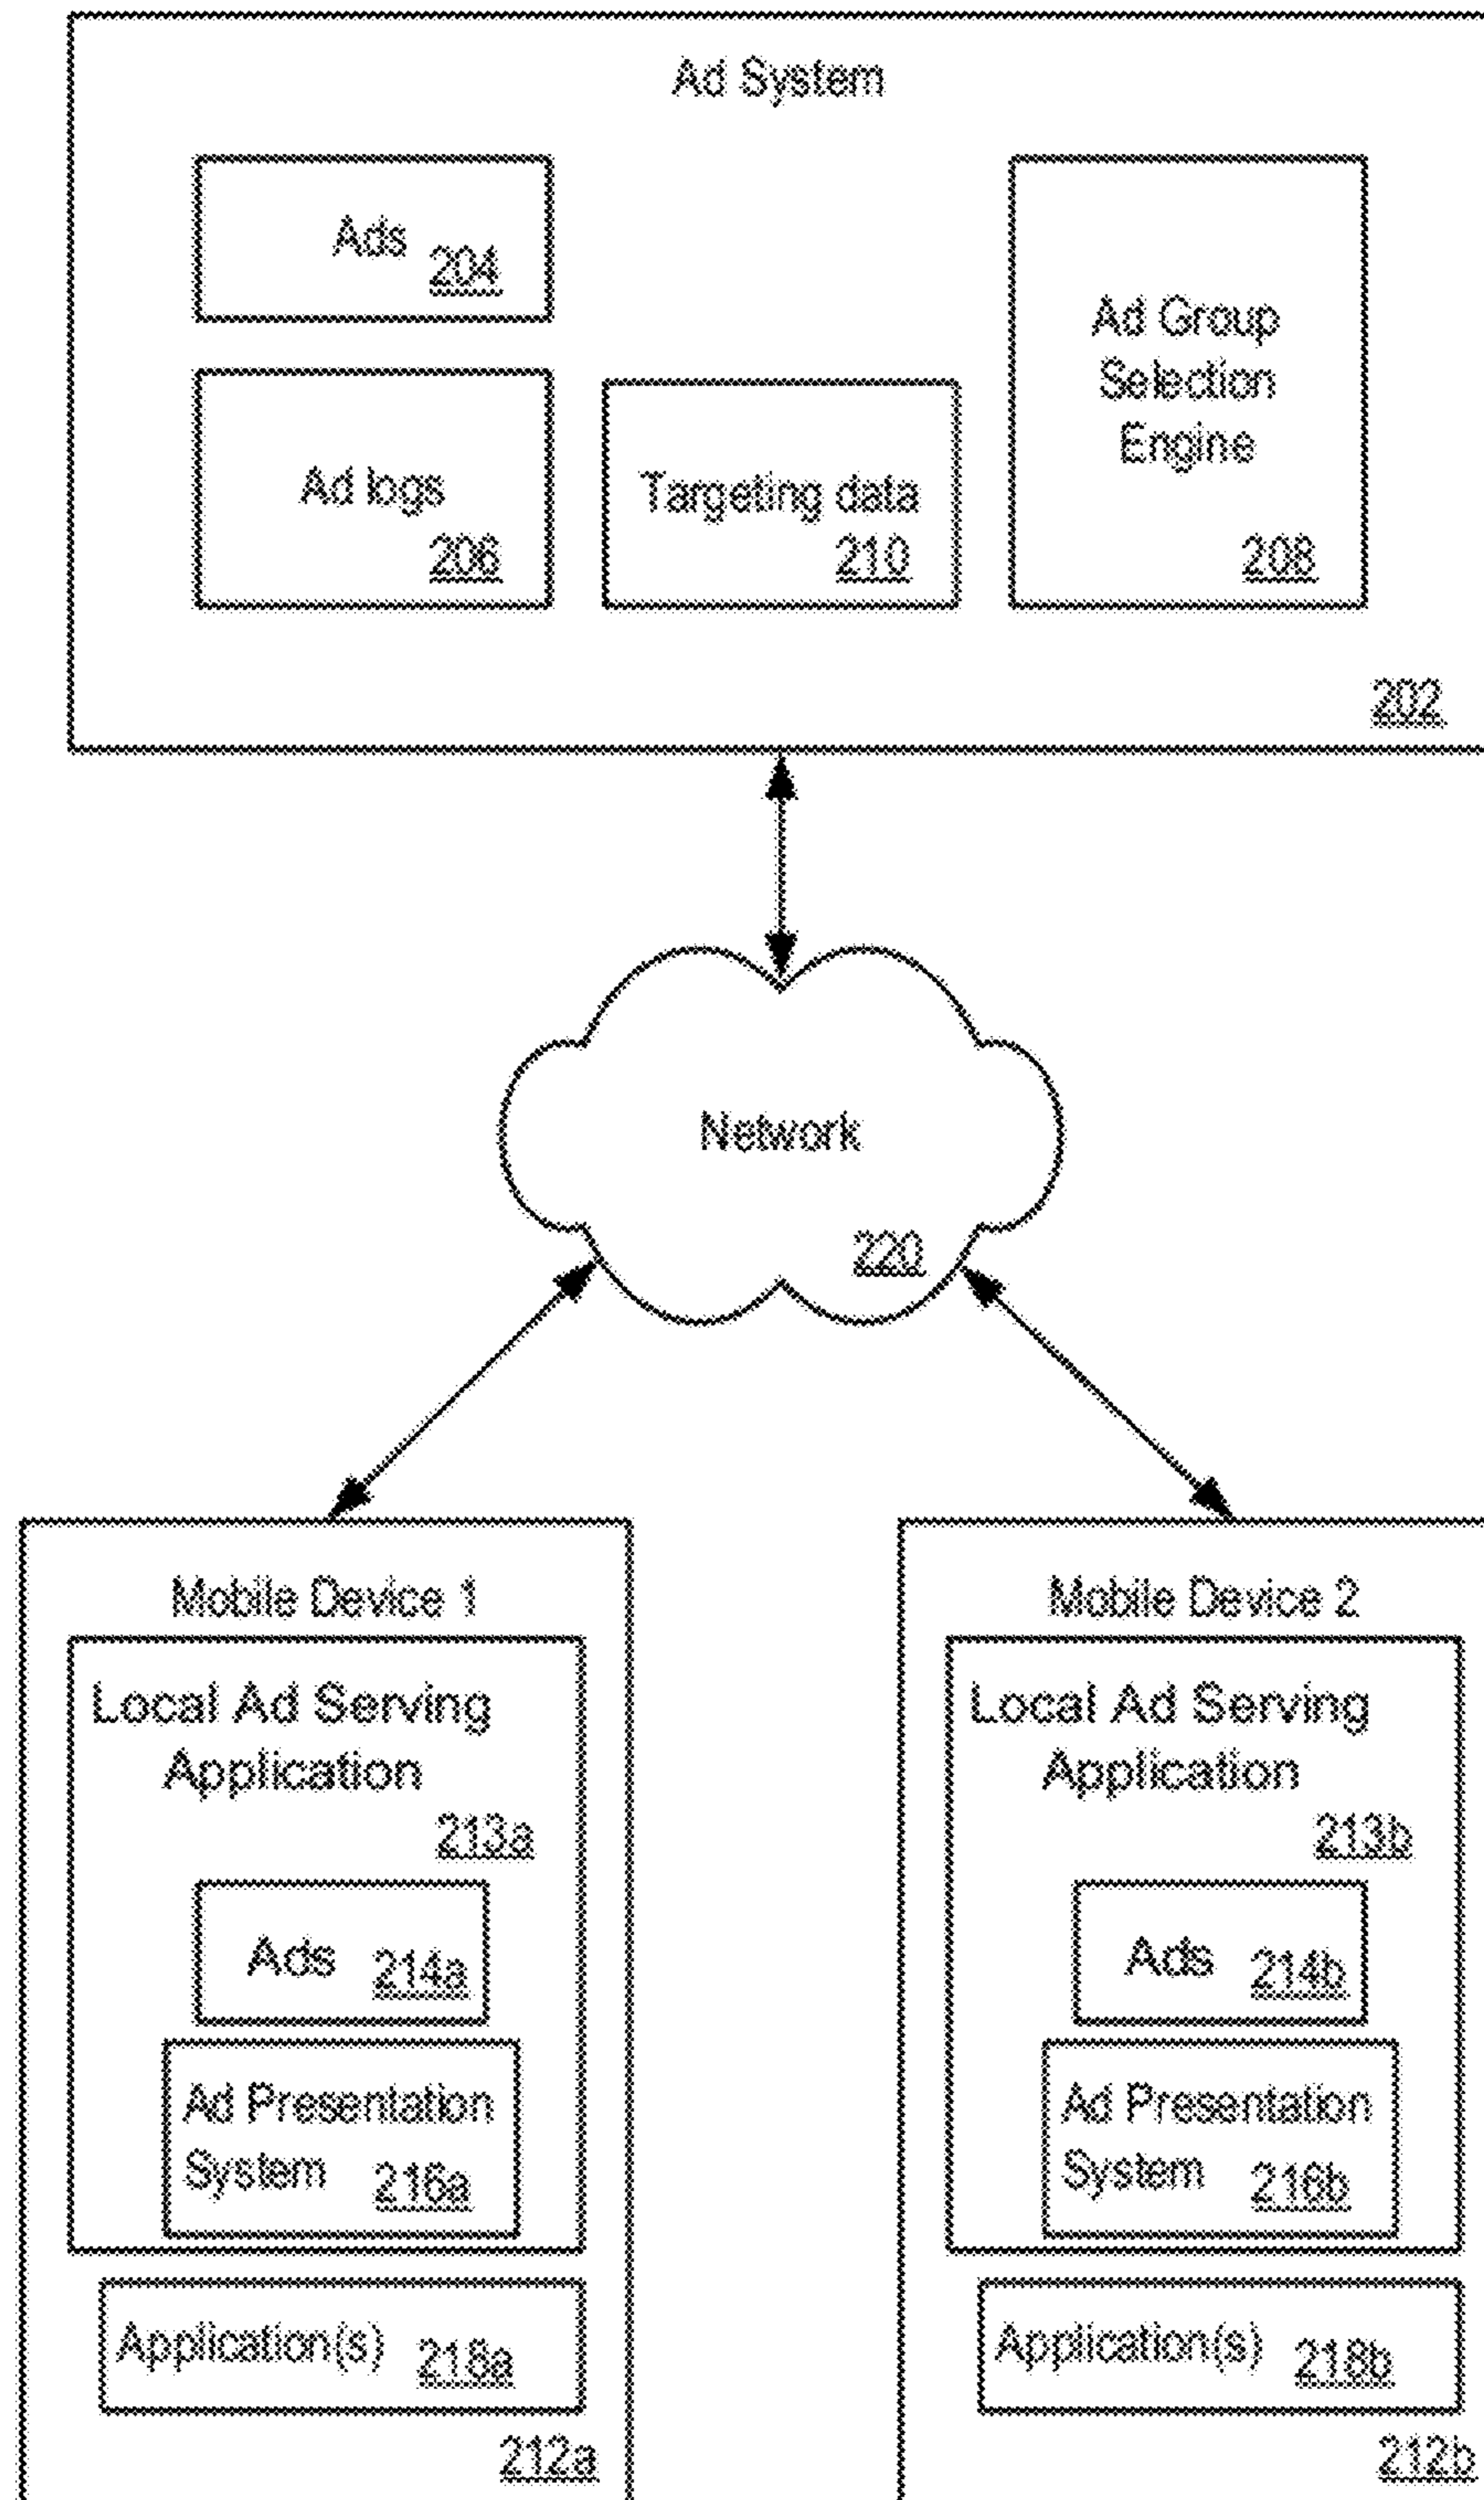 Ad System
Ads 204
Ad logs
206
Targeting data
210
Ad Group
Selection
Engine
208
202
Network
220
Mobile Device 1
Local Ad Serving
Application
213a
Ads 214a
Ad Presentation
System 216a
Application(s) 218a
212a
Mobile Device 2
Local Ad Serving
Application
213b
Ads 214b
Ad Presentation
System 216b
Application(s) 218b
212b